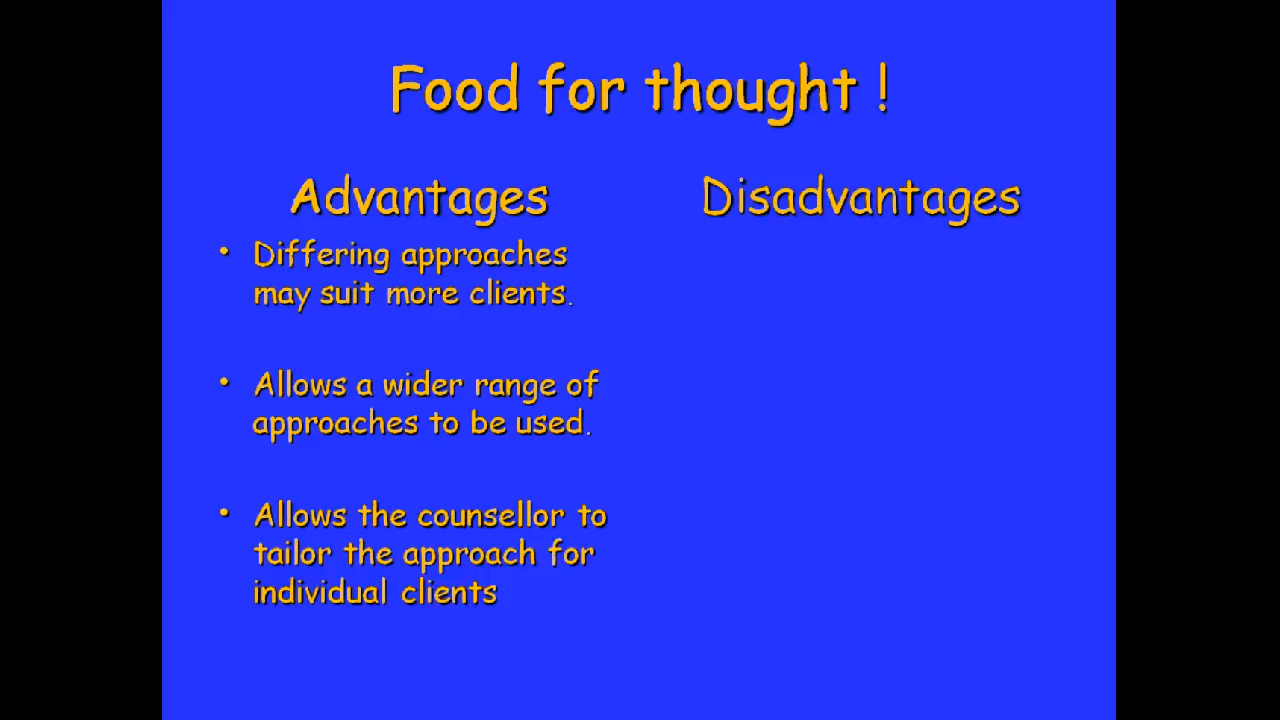 Food for thought !
Advantages
• Differing approaches
may suit more clients.
• Allows a wider range of
approaches to be used.
• Allows the counsellor to
tailor the approach for
individual clients
Disadvantages